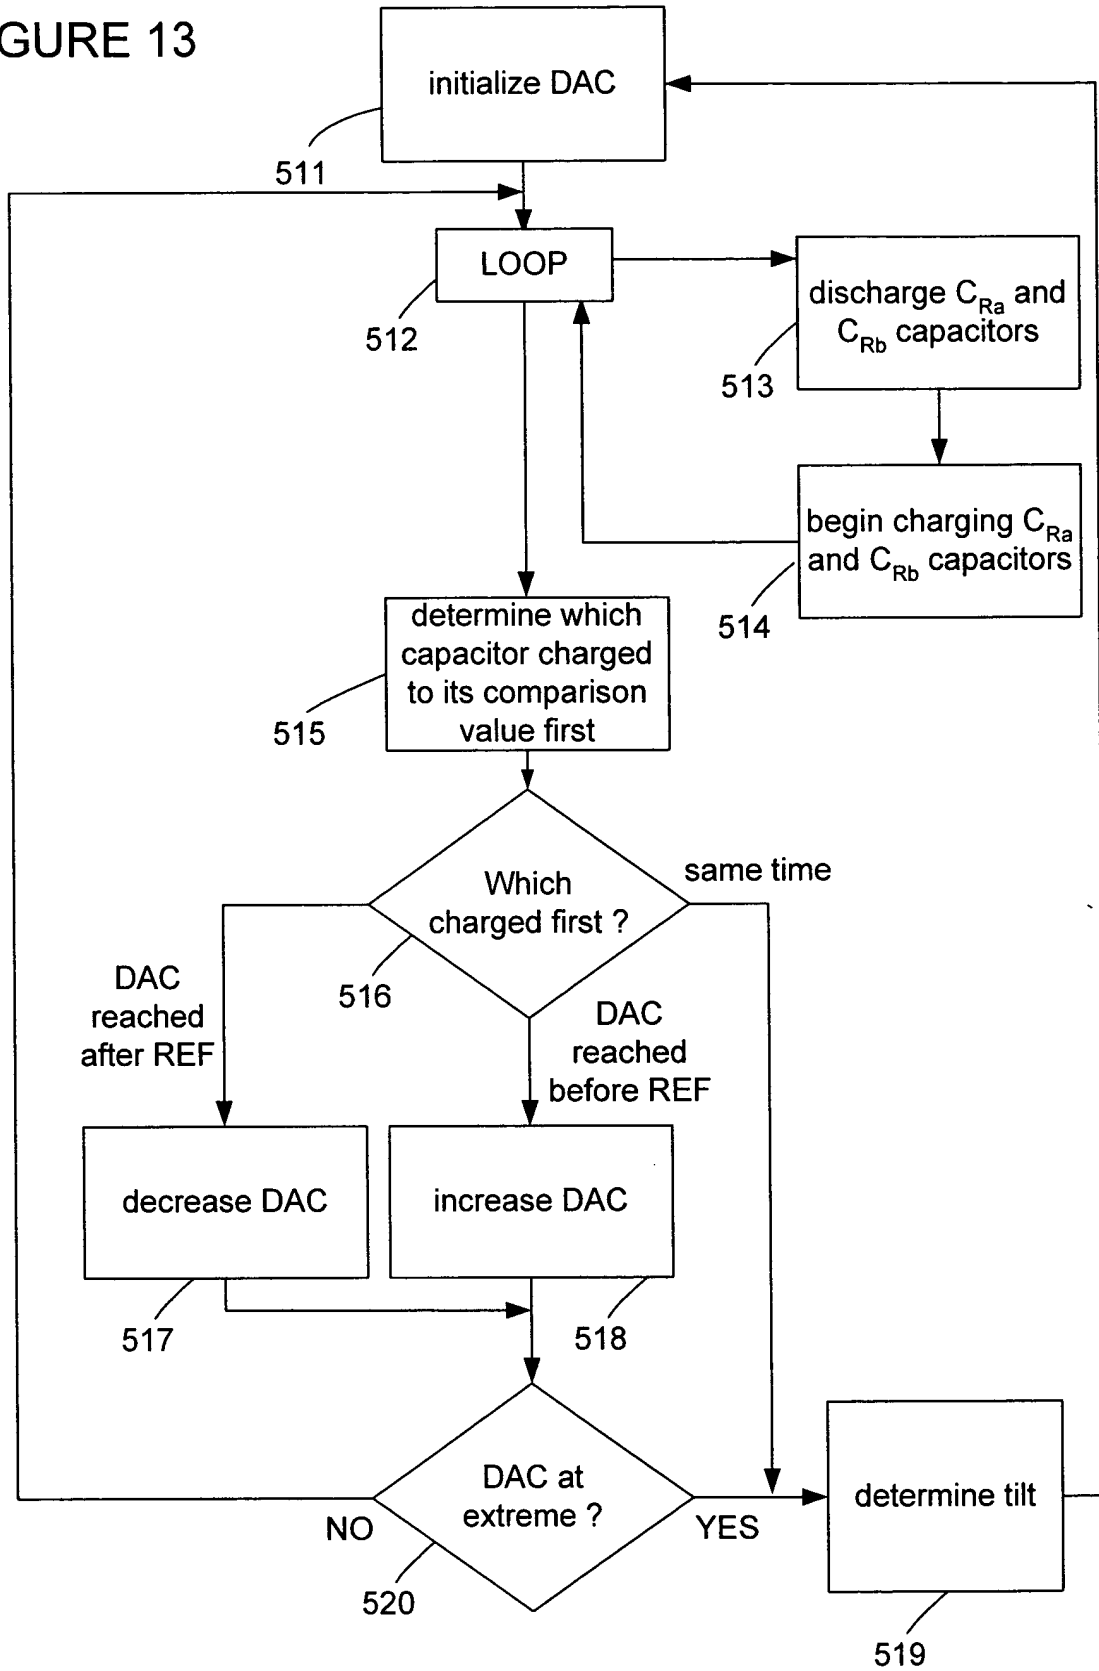 GURE 13
initialize DAC
511
LOOP
512
discharge C_Ra and
C_Rb capacitors
513
begin charging C_Ra
and C_Rb capacitors
514
determine which
capacitor charged
to its comparison
value first
515
Which
charged first ?
same time
516
DAC
reached
after REF
DAC
reached
before REF
decrease DAC
increase DAC
517
518
DAC at
extreme ?
NO
YES
520
determine tilt
519